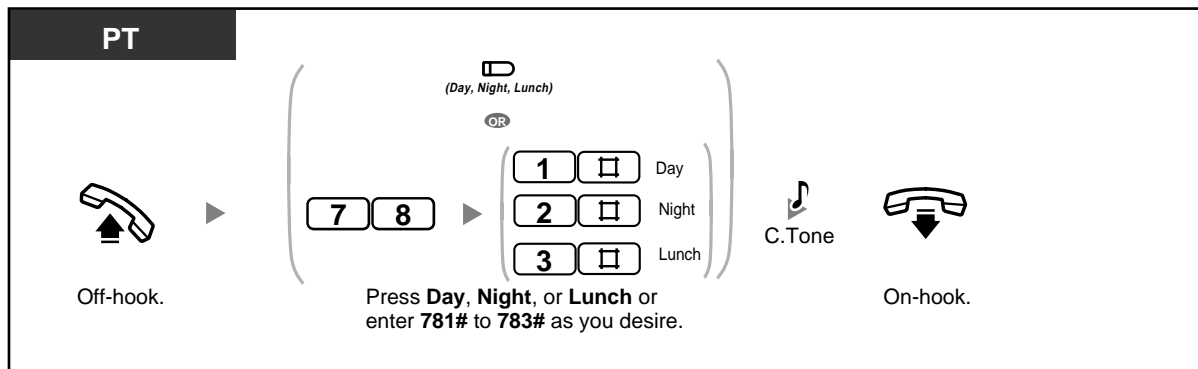 PT
(Day, Night, Lunch)
OR
1 # Day
7 8
2 # Night
3 # Lunch
C.Tone
Off-hook.
Press Day, Night, or Lunch or
enter 781# to 783# as you desire.
On-hook.